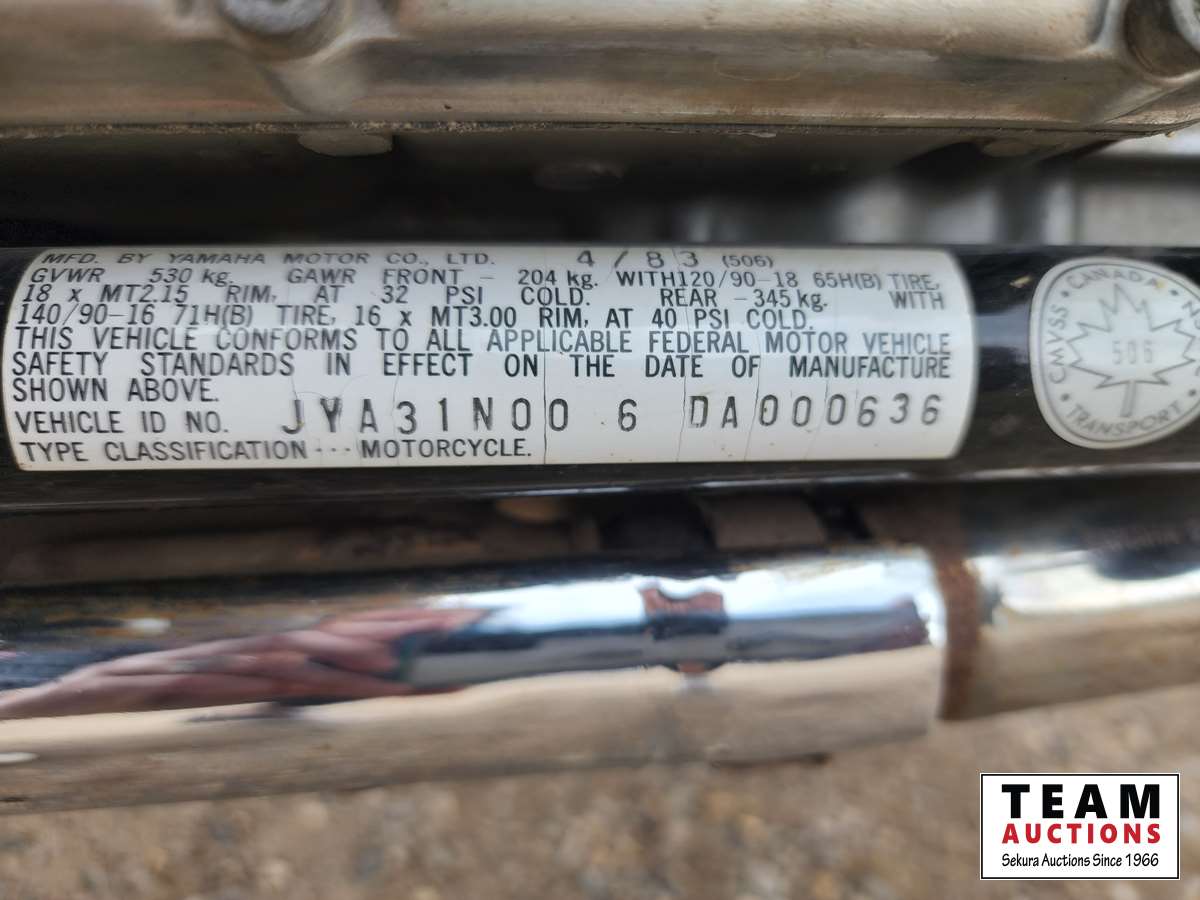 MFD. BY YAMAHA MOTOR CO., LTD. 4 / 83 (506)
GVWR 530 kg, GAWR FRONT - 204 kg. WITH 120/90-18 65H(B) TIRE,
18 x MT2.15 RIM, AT 32 PSI COLD. REAR - 345 kg. WITH
140/90-16 71H(B) TIRE, 16 x MT3.00 RIM, AT 40 PSI COLD.
THIS VEHICLE CONFORMS TO ALL APPLICABLE FEDERAL MOTOR VEHICLE
SAFETY STANDARDS IN EFFECT ON THE DATE OF MANUFACTURE
SHOWN ABOVE.
VEHICLE ID NO. JYA31N00 6 DA000636
TYPE CLASSIFICATION --- MOTORCYCLE.
CMVSS • CANADA •
506
• TRANSPORT •
TEAM
AUCTIONS
Sekura Auctions Since 1966